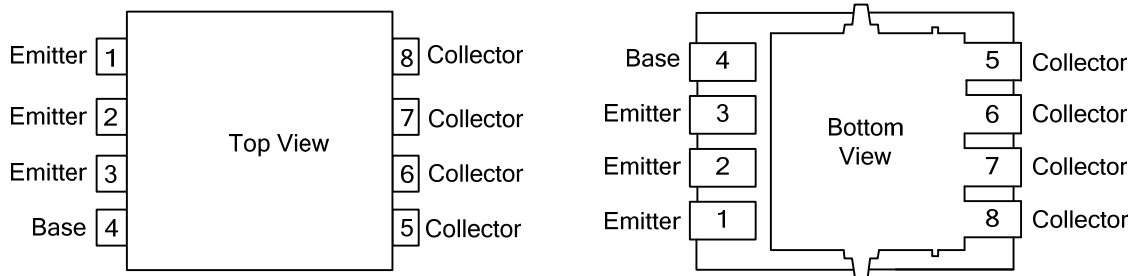 Emitter 1 8 Collector
Emitter 2 7 Collector
Top View
Emitter 3 6 Collector
Base 4 5 Collector
Base 4 5 Collector
Emitter 3 6 Collector
Bottom
View
Emitter 2 7 Collector
Emitter 1 8 Collector